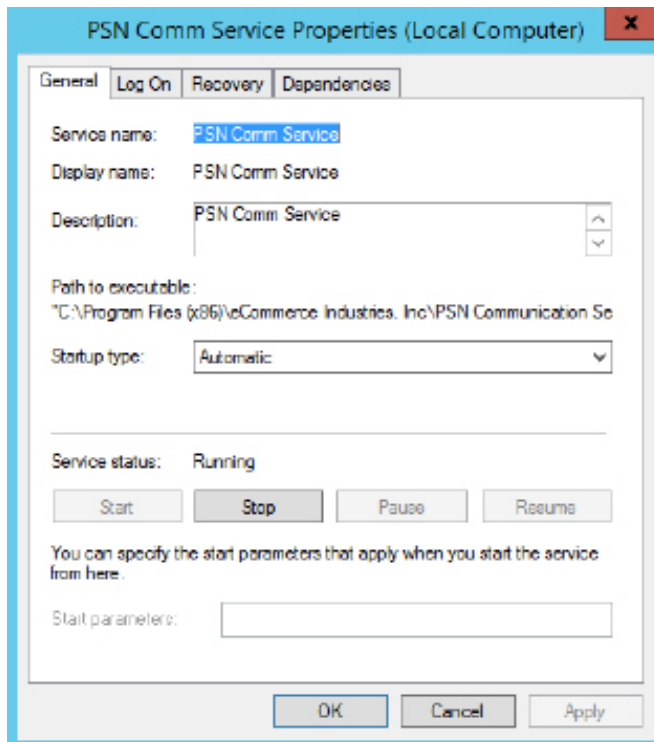 PSN Comm Service Properties (Local Computer)
x
General Log On Recovery Dependencies
Service name: PSN Comm Service
Display name: PSN Comm Service
Description: PSN Comm Service
Path to executable:
"C:\Program Files (x86)\eCommerce Industries, Inc\PSN Communication Se
Startup type: Automatic
Service status: Running
Start Stop Pause Resume
You can specify the start parameters that apply when you start the service
from here.
Start parameters:
OK Cancel Apply